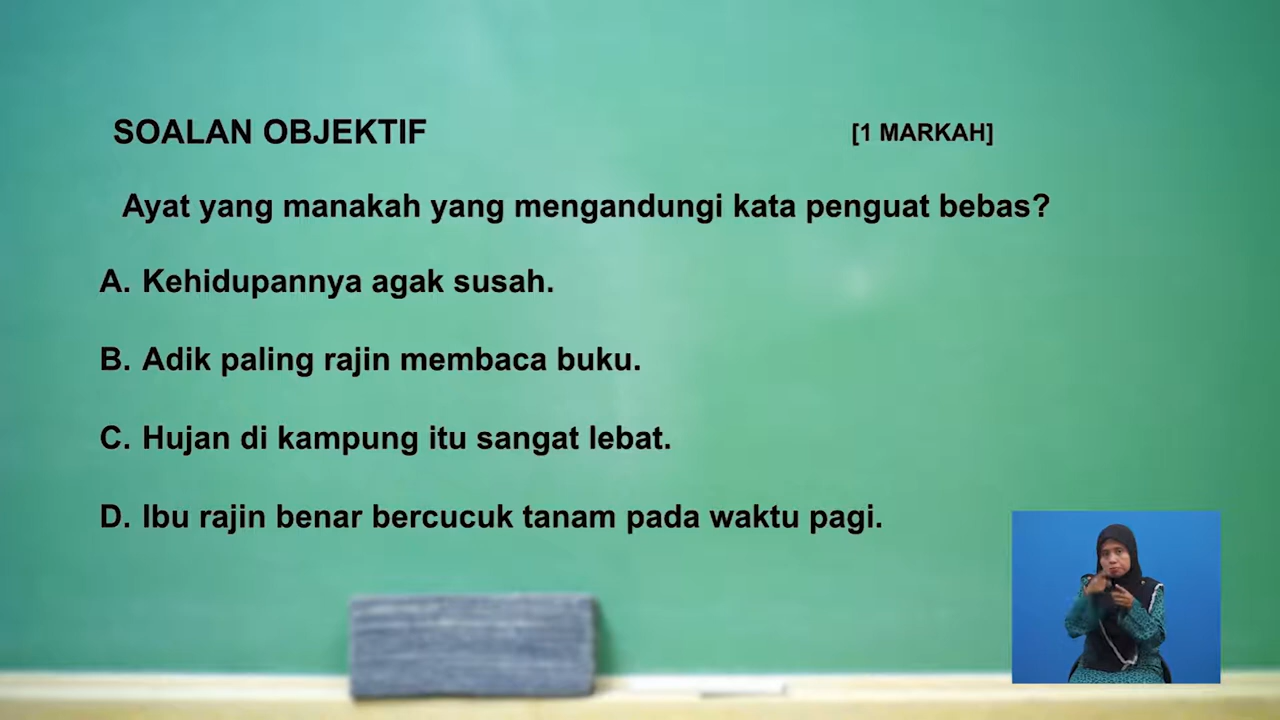 SOALAN OBJEKTIF [1 MARKAH]
Ayat yang manakah yang mengandungi kata penguat bebas?
A. Kehidupannya agak susah.
B. Adik paling rajin membaca buku.
C. Hujan di kampung itu sangat lebat.
D. Ibu rajin benar bercucuk tanam pada waktu pagi.